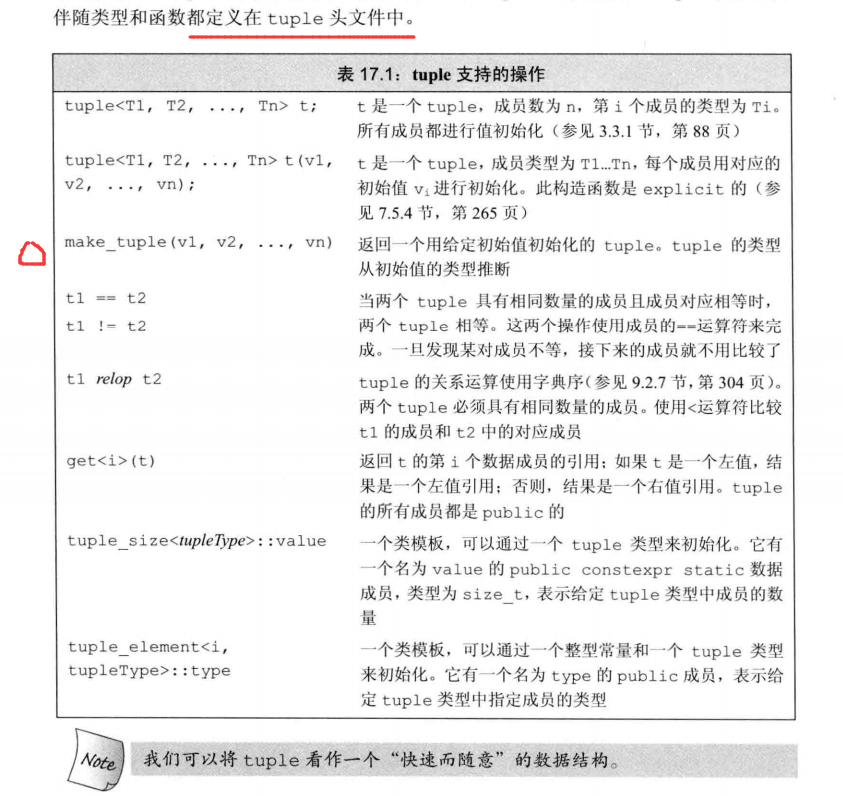 伴随类型和函数都定义在 tuple 头文件中。
表 17.1：tuple 支持的操作
tuple<T1, T2, ..., Tn> t;
t 是一个 tuple，成员数为 n，第 i 个成员的类型为 Ti。
所有成员都进行值初始化（参见 3.3.1 节，第 88 页）
tuple<T1, T2, ..., Tn> t(v1,
v2, ..., vn);
t 是一个 tuple，成员类型为 T1…Tn，每个成员用对应的
初始值 vi进行初始化。此构造函数是 explicit 的（参
见 7.5.4 节，第 265 页）
make_tuple(v1, v2, ..., vn)
返回一个用给定初始值初始化的 tuple。tuple 的类型
从初始值的类型推断
t1 == t2
t1 != t2
当两个 tuple 具有相同数量的成员且成员对应相等时，
两个 tuple 相等。这两个操作使用成员的==运算符来完
成。一旦发现某对成员不等，接下来的成员就不用比较了
t1 relop t2
tuple 的关系运算使用字典序（参见 9.2.7 节，第 304 页）。
两个 tuple 必须具有相同数量的成员。使用<运算符比较
t1 的成员和 t2 中的对应成员
get<i>(t)
返回 t 的第 i 个数据成员的引用；如果 t 是一个左值，结
果是一个左值引用；否则，结果是一个右值引用。tuple
的所有成员都是 public 的
tuple_size<tupleType>::value
一个类模板，可以通过一个 tuple 类型来初始化。它有
一个名为 value 的 public constexpr static 数据
成员，类型为 size_t，表示给定 tuple 类型中成员的数
量
tuple_element<i,
tupleType>::type
一个类模板，可以通过一个整型常量和一个 tuple 类型
来初始化。它有一个名为 type 的 public 成员，表示给
定 tuple 类型中指定成员的类型
Note
我们可以将 tuple 看作一个“快速而随意”的数据结构。